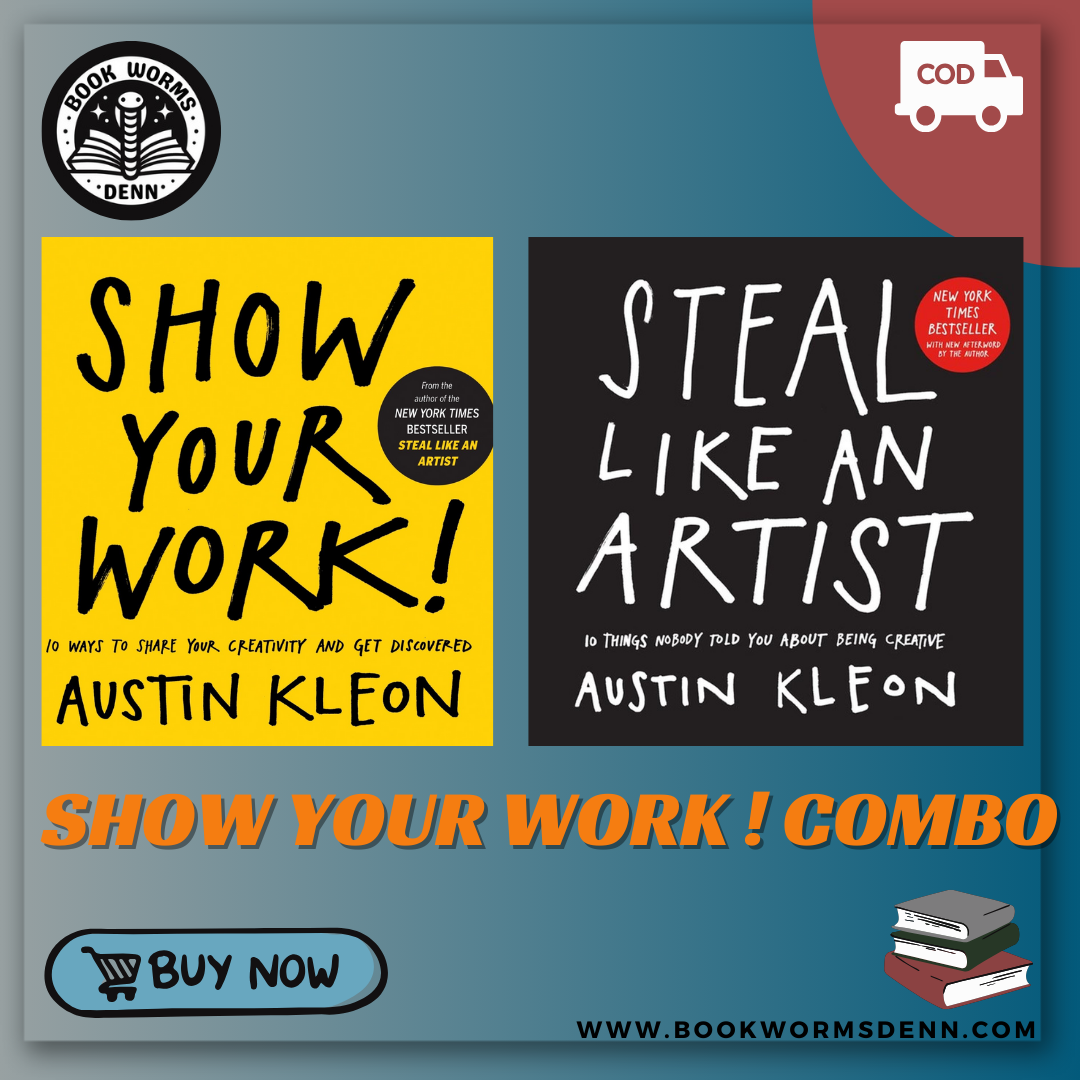 BOOK WORMS
DENN
COD
SHOW
YOUR
WORK!
From the
author of the
NEW YORK TIMES
BESTSELLER
STEAL LIKE AN
ARTIST
10 WAYS TO SHARE YOUR CREATIVITY AND GET DISCOVERED
AUSTIN KLEON
STEAL
LIKE AN
ARTIST
NEW YORK
TIMES
BESTSELLER
WITH NEW AFTERWORD
BY THE AUTHOR
10 THINGS NOBODY TOLD YOU ABOUT BEING CREATIVE
AUSTIN KLEON
SHOW YOUR WORK ! COMBO
BUY NOW
WWW.BOOKWORMSDENN.COM